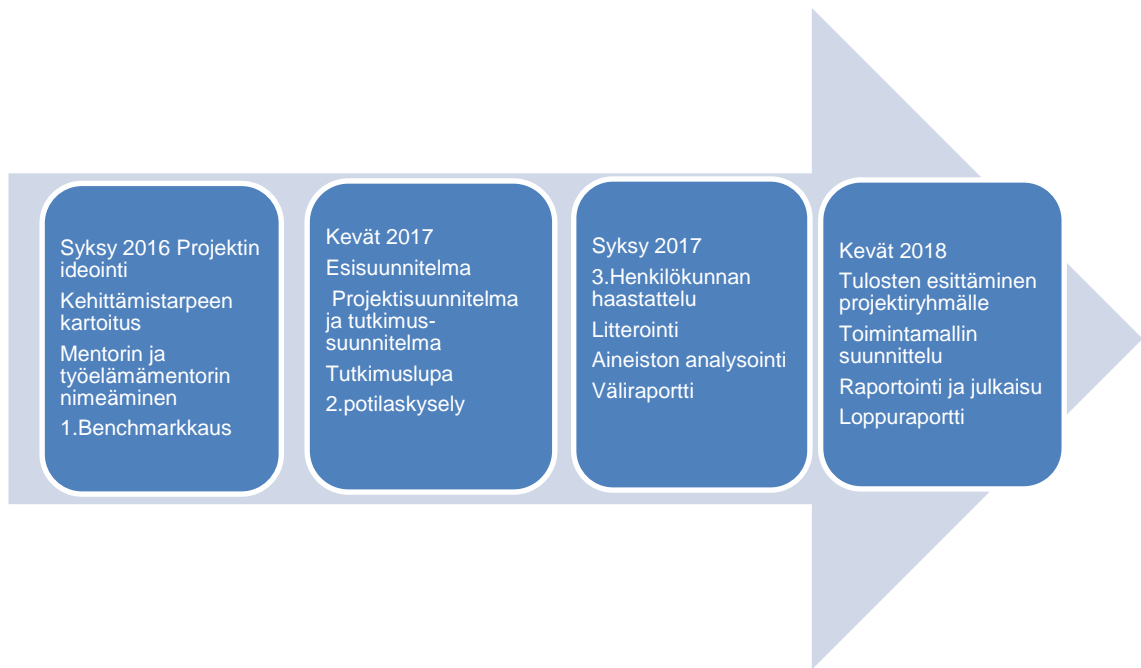 Syksy 2016 Projektin
ideointi
Kehittämistarpeen
kartoitus
Mentorin ja
työelämämentorin
nimeäminen
1.Benchmarkkaus
Kevät 2017
Esisuunnitelma
Projektisuunnitelma
ja tutkimus-
suunnitelma
Tutkimuslupa
2.potilaskysely
Syksy 2017
3.Henkilökunnan
haastattelu
Litterointi
Aineiston analysointi
Väliraportti
Kevät 2018
Tulosten esittäminen
projektiryhmälle
Toimintamallin
suunnittelu
Raportointi ja julkaisu
Loppuraportti